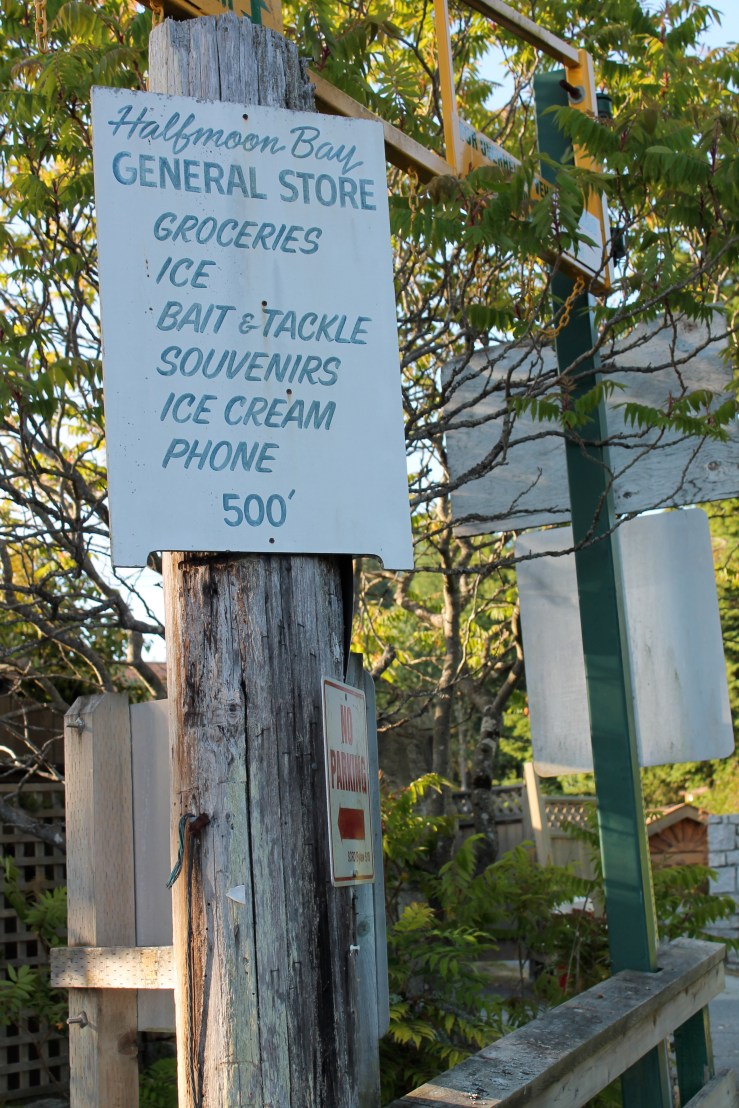 Halfmoon Bay
GENERAL STORE
GROCERIES
ICE
BAIT & TACKLE
SOUVENIRS
ICE CREAM
PHONE
500'
NO
PARKING